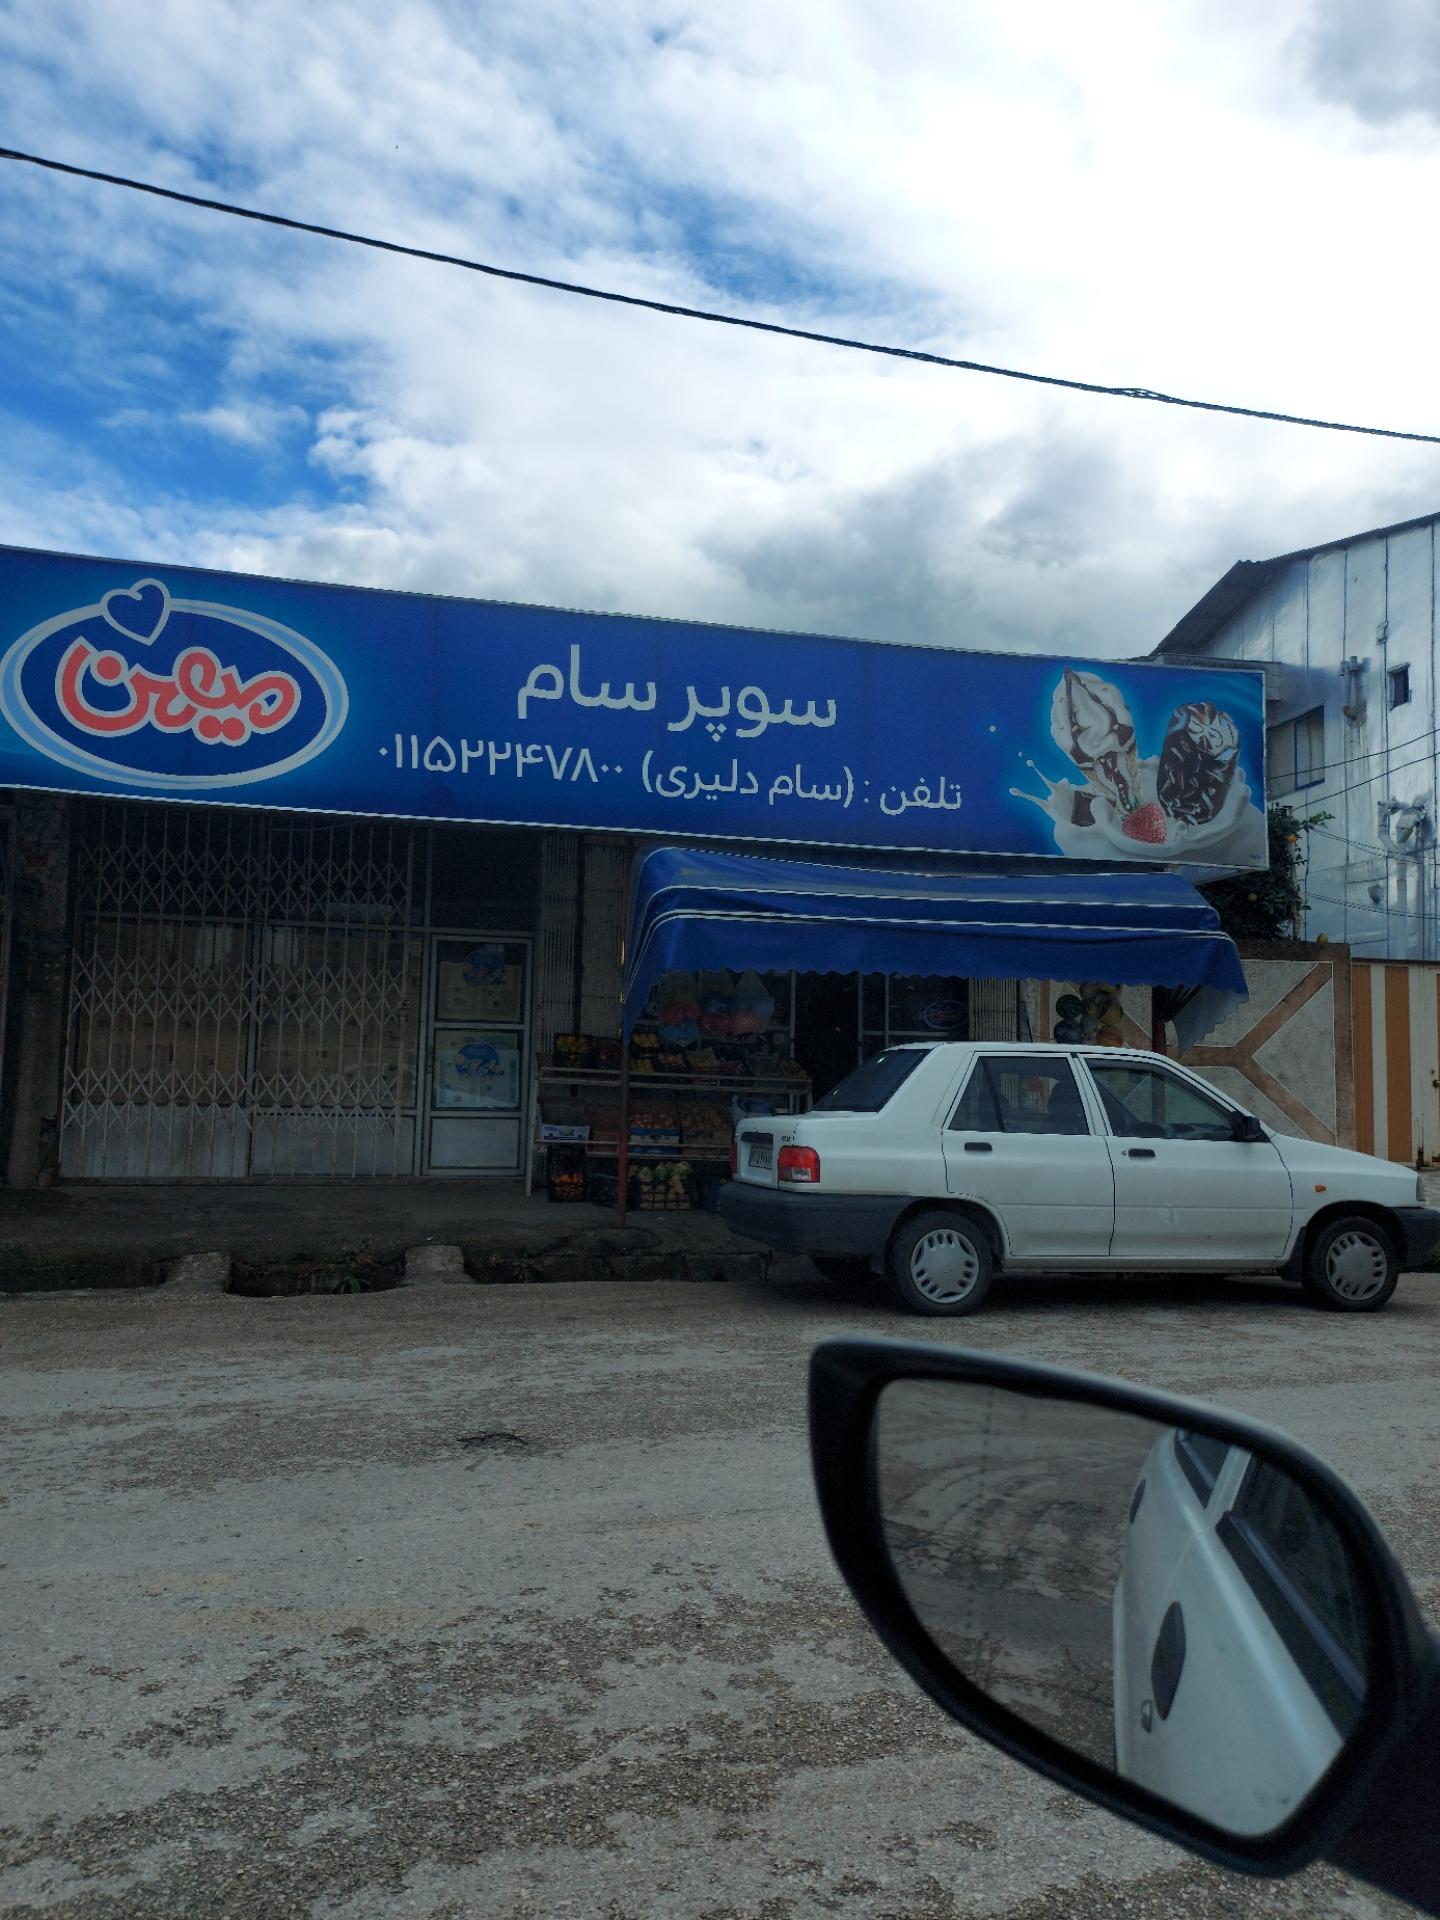 میهن
سوپر سام
تلفن : (سام دلیری) ۰۱۱۵۲۲۴۷۸۰۰